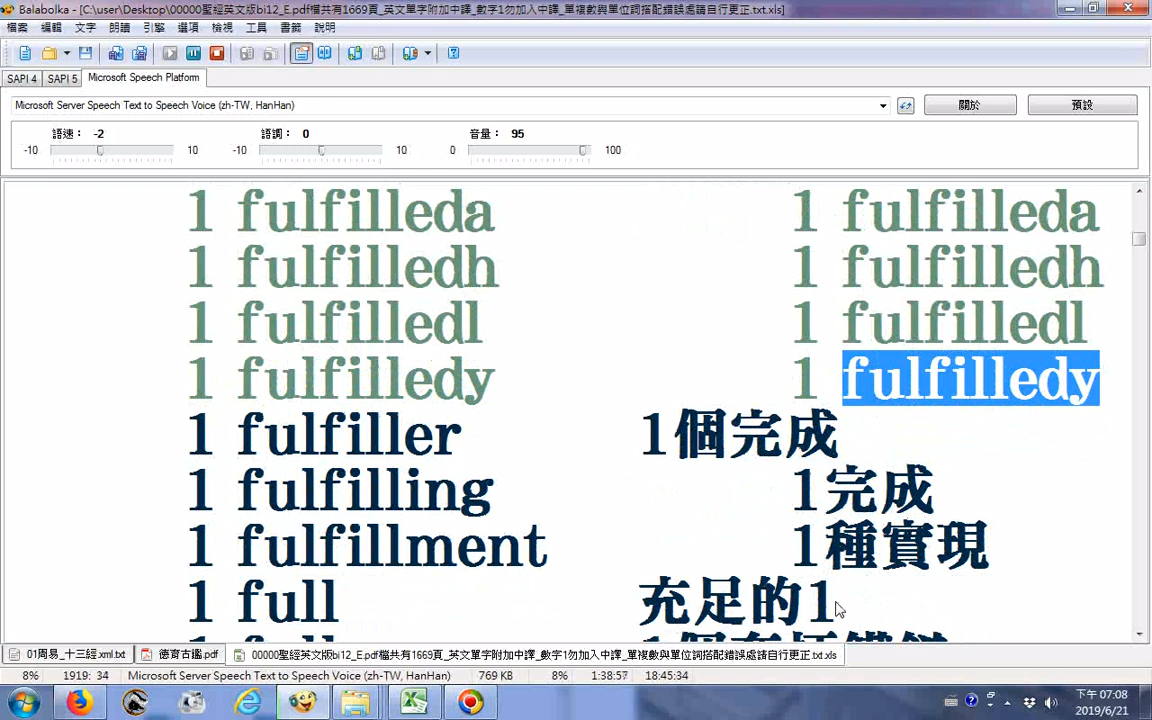 Balabolka - [C:\user\Desktop\00000聖經英文版bi12_E.pdf檔共有1669頁_英文單字附加中譯_數字1勿加入中譯_單複數與單位詞搭配錯誤處請自行更正.txt.xls]
檔案 編輯 文字 朗讀 引擎 選項 檢視 工具 書籤 說明
SAPI 4 SAPI 5 Microsoft Speech Platform
Microsoft Server Speech Text to Speech Voice (zh-TW, HanHan) 關於 預設
語速： -2 語調： 0 音量： 95
-10 10 -10 10 0 100
1 fulfilleda 1 fulfilleda
1 fulfilledh 1 fulfilledh
1 fulfilledl 1 fulfilledl
1 fulfilledy 1 fulfilledy
1 fulfiller 1個完成
1 fulfilling 1完成
1 fulfillment 1種實現
1 full 充足的1
01周易_十三經.xml.txt 德育古鑑.pdf 00000聖經英文版bi12_E.pdf檔共有1669頁_英文單字附加中譯_數字1勿加入中譯_單複數與單位詞搭配錯誤處請自行更正.txt.xls
8% 1919: 34 Microsoft Server Speech Text to Speech Voice (zh-TW, HanHan) 769 KB 8% 1:38:57 18:45:34
下午 07:08
2019/6/21